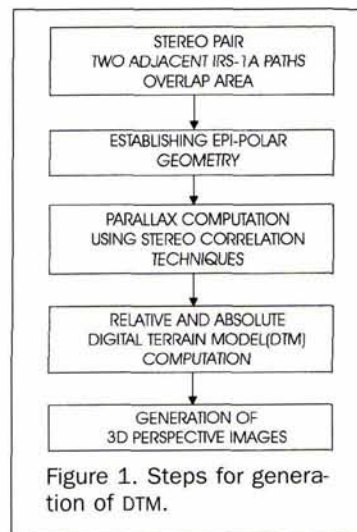 STEREO PAIR
TWO ADJACENT IRS-1A PATHS
OVERLAP AREA
ESTABLISHING EPI-POLAR
GEOMETRY
PARALLAX COMPUTATION
USING STEREO CORRELATION
TECHNIQUES
RELATIVE AND ABSOLUTE
DIGITAL TERRAIN MODEL(DTM)
COMPUTATION
GENERATION OF
3D PERSPECTIVE IMAGES
Figure 1. Steps for genera-
tion of DTM.